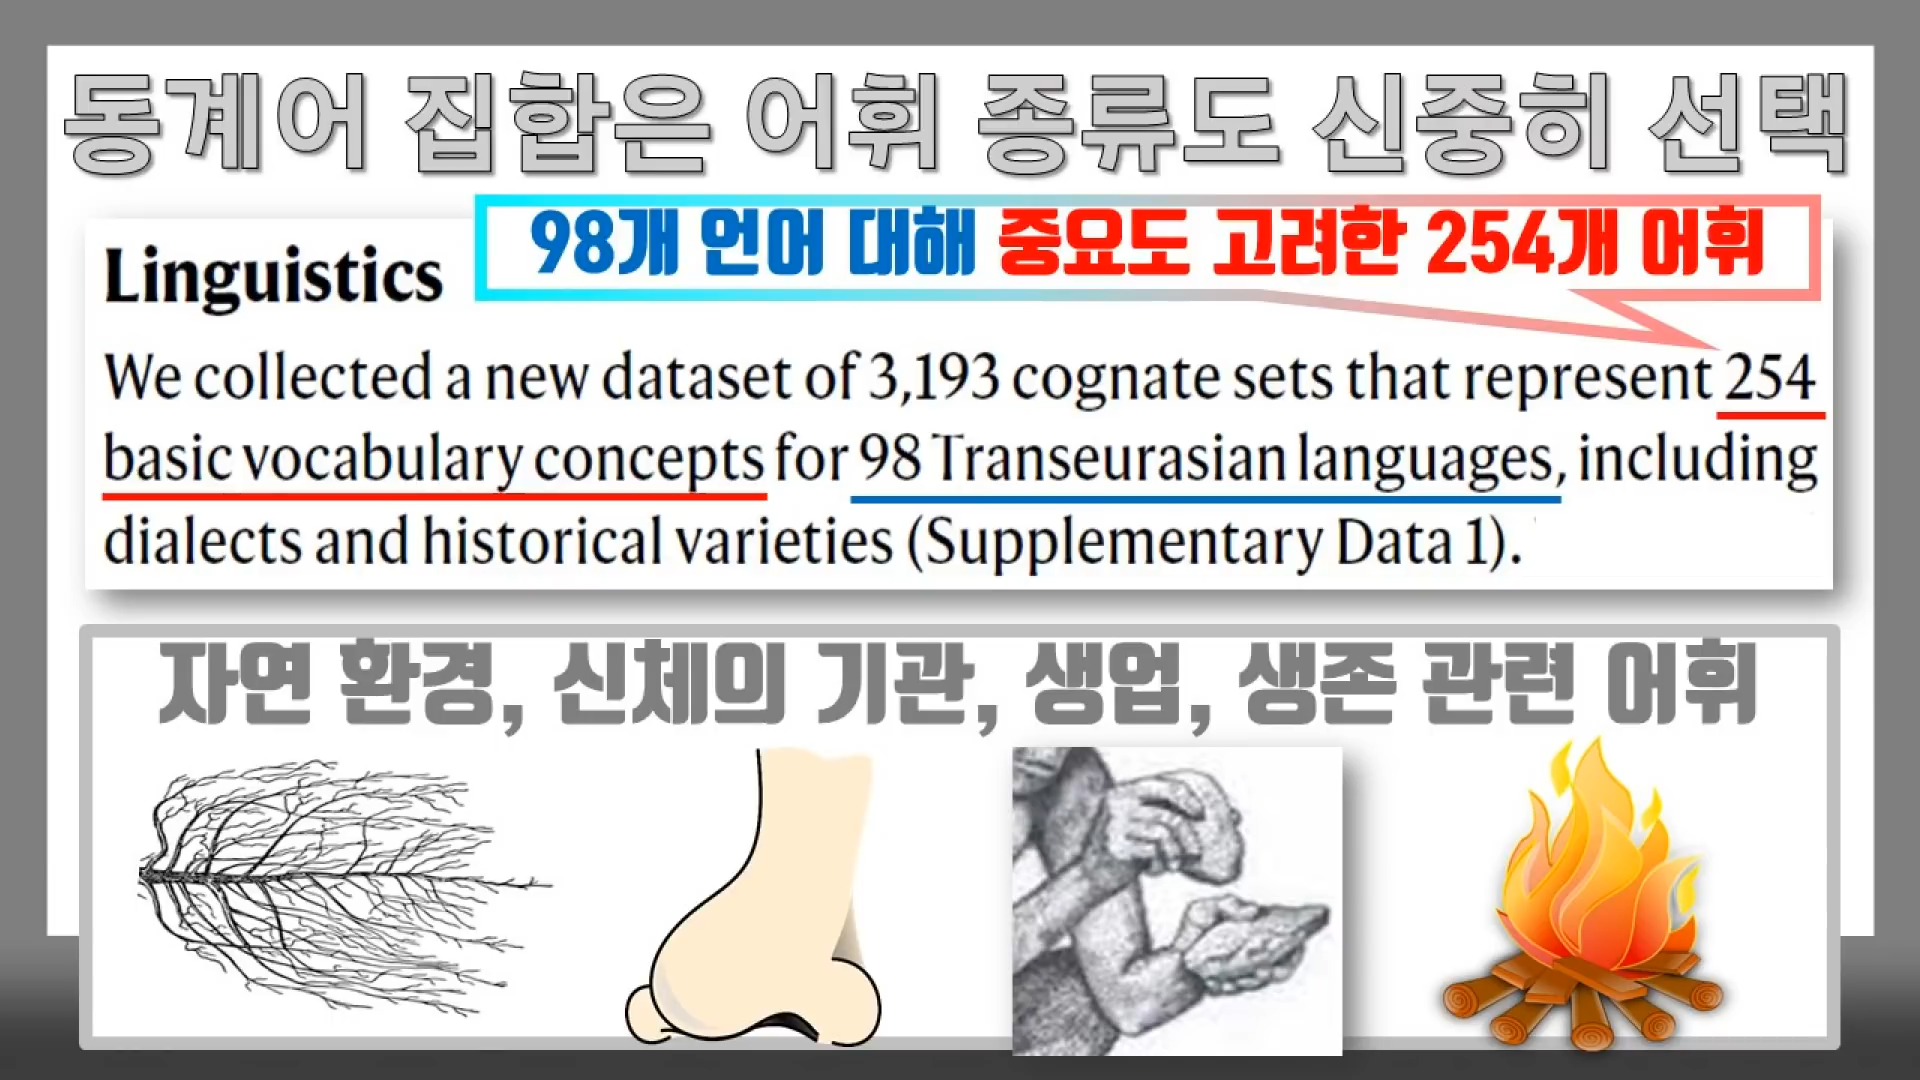 동계어 집합은 어휘 종류도 신중히 선택
98개 언어 대해 중요도 고려한 254개 어휘
Linguistics
We collected a new dataset of 3,193 cognate sets that represent 254
basic vocabulary concepts for 98 Transeurasian languages, including
dialects and historical varieties (Supplementary Data 1).
자연 환경, 신체의 기관, 생업, 생존 관련 어휘